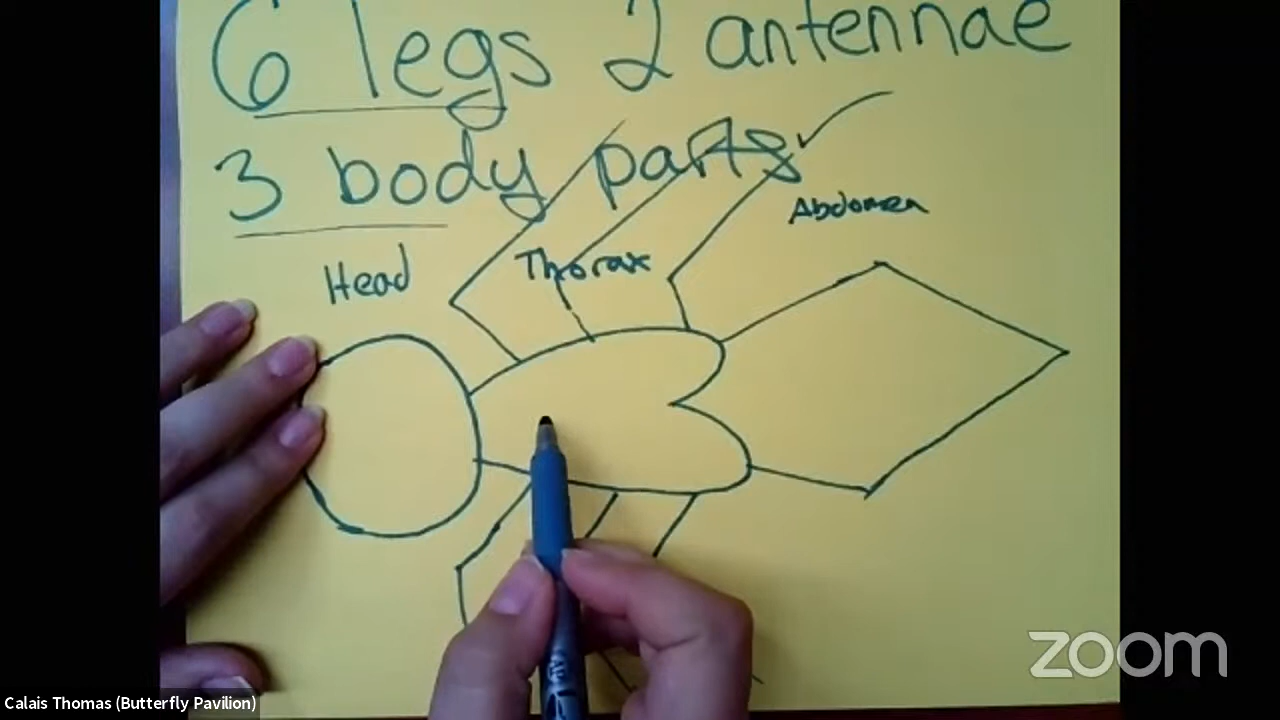 6 legs 2 antennae
3 body parts
Abdomen
Head Thorax
zoom
Calais Thomas (Butterfly Pavilion)